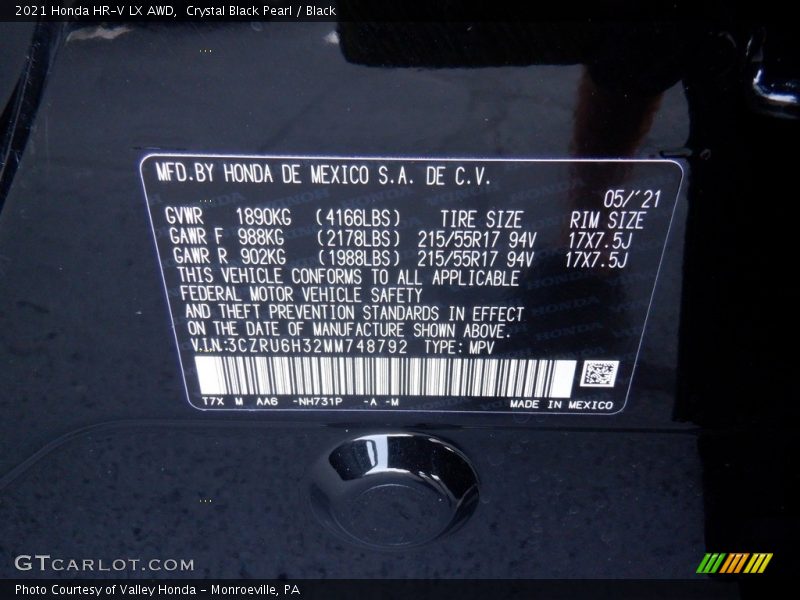 2021 Honda HR-V LX AWD, Crystal Black Pearl / Black
MFD.BY HONDA DE MEXICO S.A. DE C.V.
05/'21
GVWR 1890KG (4166LBS) TIRE SIZE RIM SIZE
GAWR F 988KG (2178LBS) 215/55R17 94V 17X7.5J
GAWR R 902KG (1988LBS) 215/55R17 94V 17X7.5J
THIS VEHICLE CONFORMS TO ALL APPLICABLE
FEDERAL MOTOR VEHICLE SAFETY
AND THEFT PREVENTION STANDARDS IN EFFECT
ON THE DATE OF MANUFACTURE SHOWN ABOVE.
V.I.N.:3CZRU6H32MM748792 TYPE: MPV
T7X M AA6 -NH731P -A -M MADE IN MEXICO
GTCARLOT.COM
Photo Courtesy of Valley Honda - Monroeville, PA